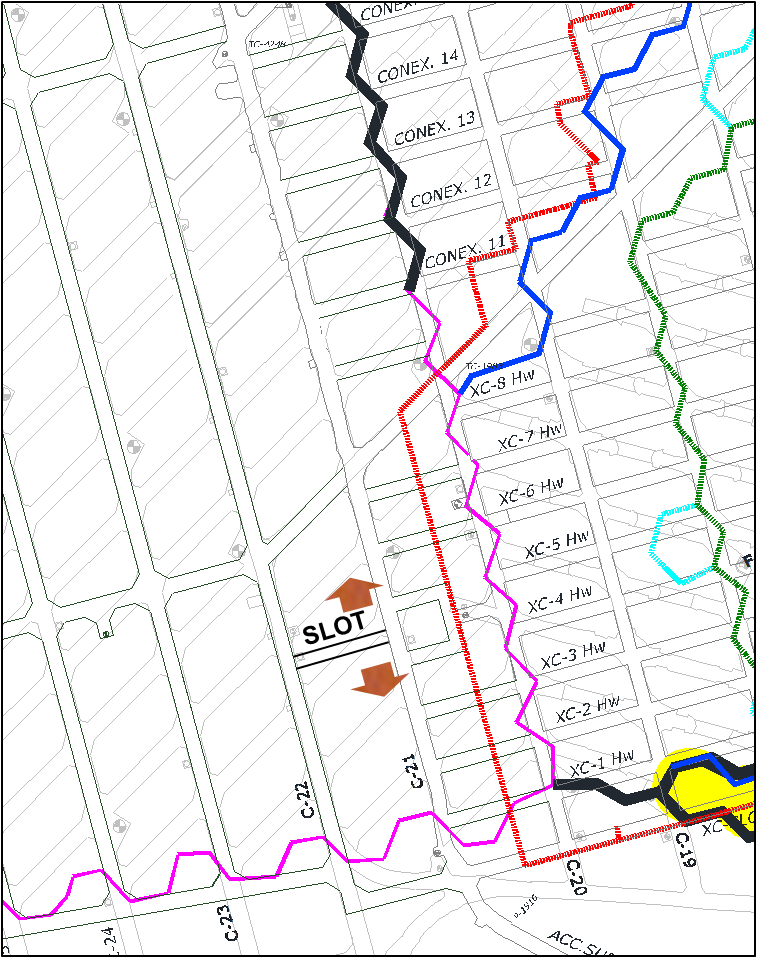 CONEX.
TC-4248
CONEX. 14
CONEX. 13
CONEX. 12
CONEX. 11
XC-8 Hw
XC-7 Hw
XC-6 Hw
XC-5 Hw
XC-4 Hw
SLOT
XC-3 Hw
XC-2 Hw
XC-1 Hw
C-21
C-22
C-19
C-20
C-23
-24